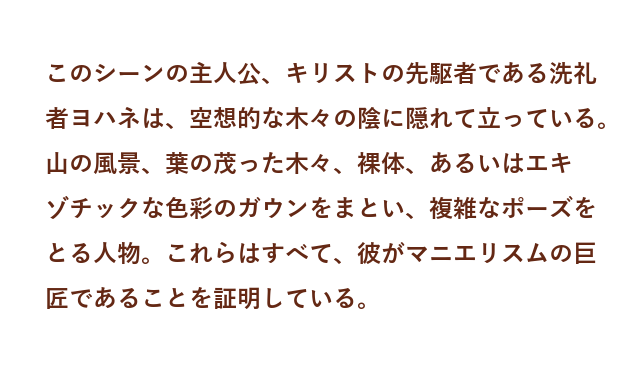 このシーンの主人公、キリストの先駆者である洗礼
者ヨハネは、空想的な木々の陰に隠れて立っている。
山の風景、葉の茂った木々、裸体、あるいはエキ
ゾチックな色彩のガウンをまとい、複雑なポーズを
とる人物。これらはすべて、彼がマニエリスムの巨
匠であることを証明している。